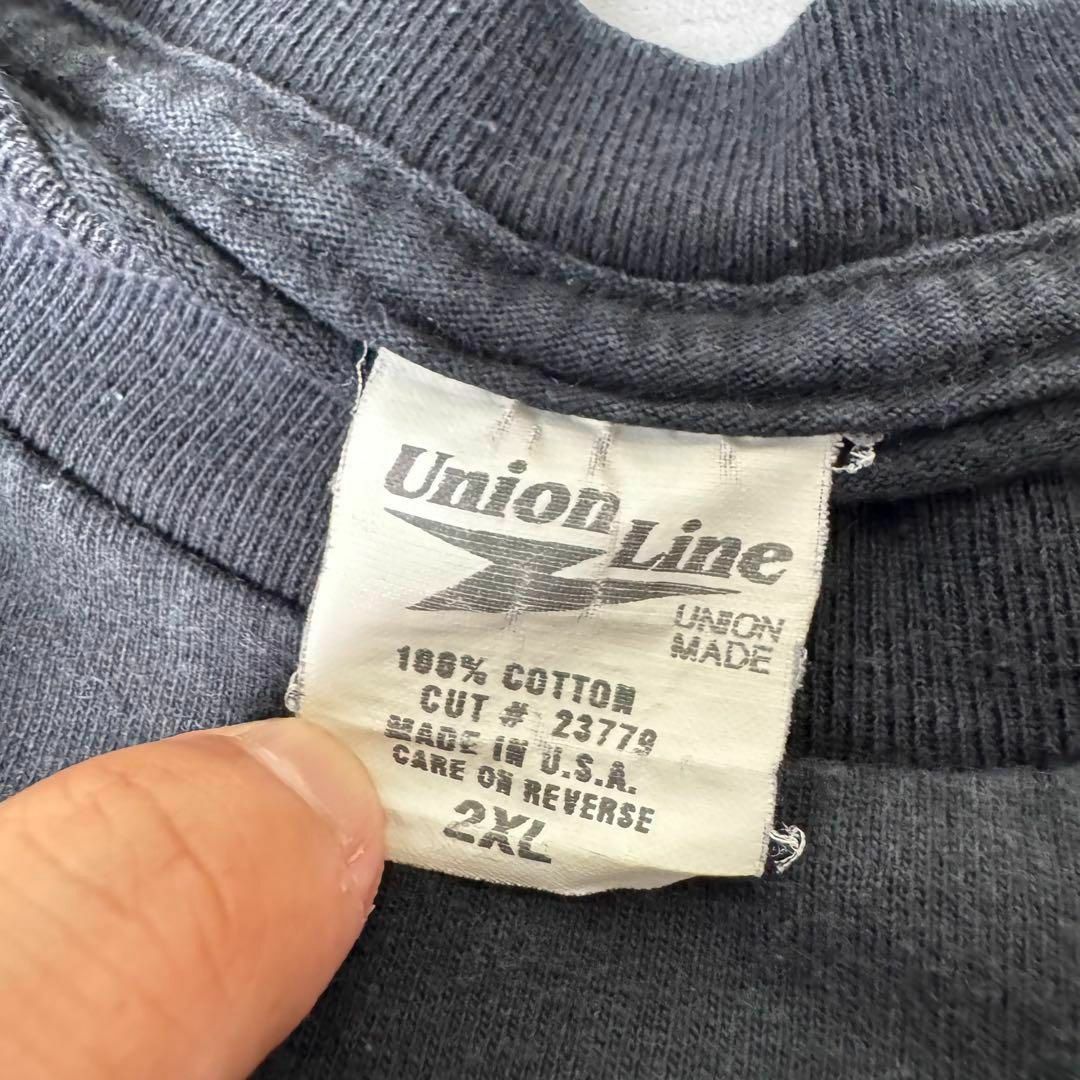 Union Line
UNION
MADE
100% COTTON
CUT # 23779
MADE IN U.S.A.
CARE ON REVERSE
2XL